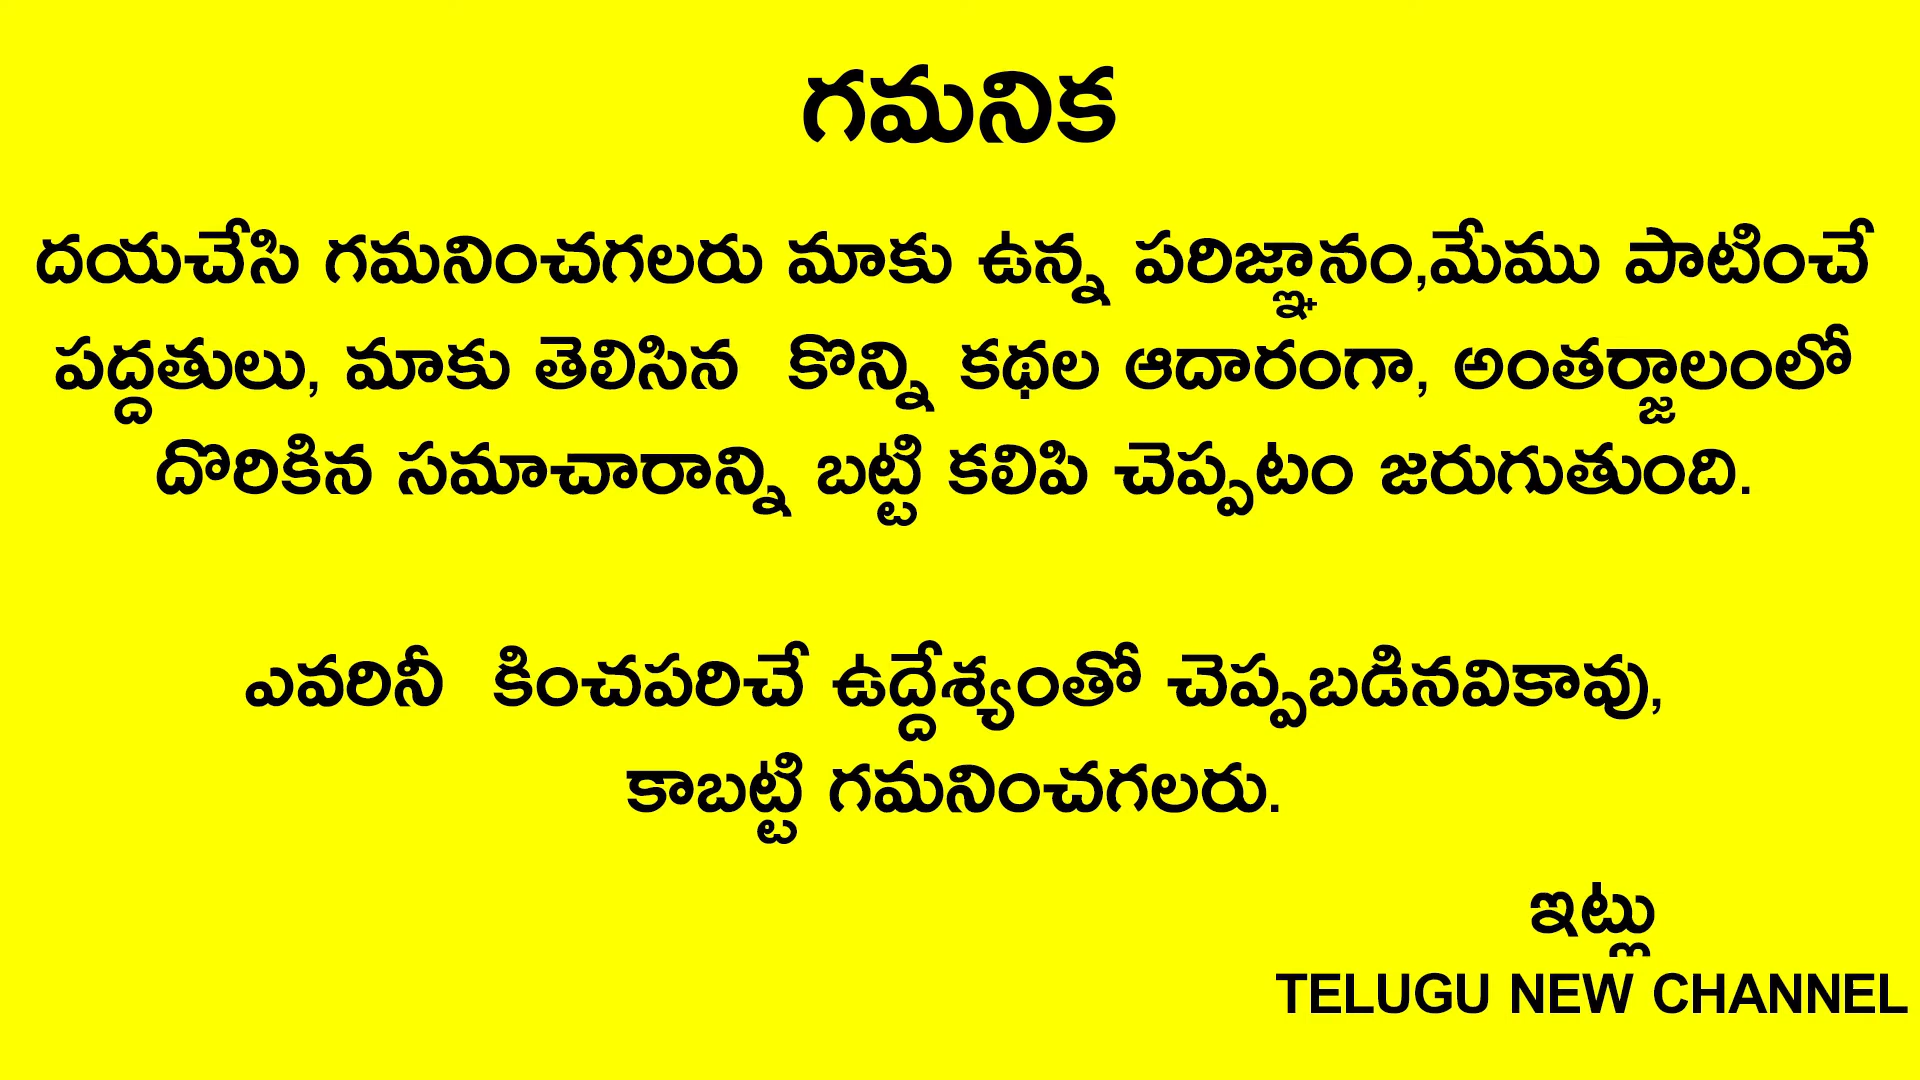 గమనిక
దయచేసి గమనించగలరు మాకు ఉన్న పరిజ్ఞానం,మేము పాటించే
పద్దతులు, మాకు తెలిసిన కొన్ని కథల ఆదారంగా, అంతర్జాలంలో
దొరికిన సమాచారాన్ని బట్టి కలిపి చెప్పటం జరుగుతుంది.
ఎవరినీ కించపరిచే ఉద్దేశ్యంతో చెప్పబడినవికావు,
కాబట్టి గమనించగలరు.
ఇట్లు
TELUGU NEW CHANNEL